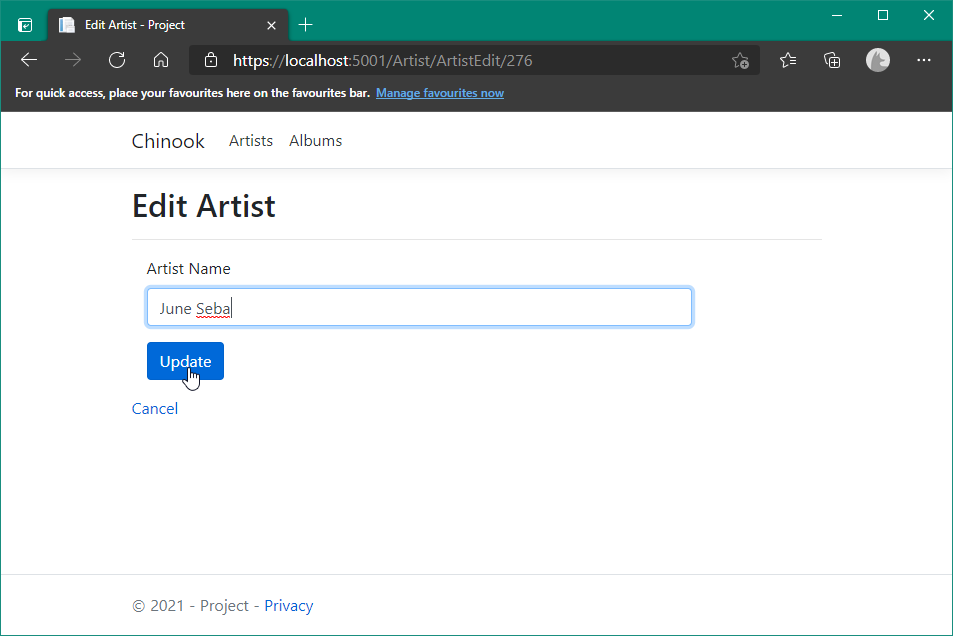 Edit Artist - Project
https://localhost:5001/Artist/ArtistEdit/276
For quick access, place your favourites here on the favourites bar. Manage favourites now
Chinook Artists Albums
Edit Artist
Artist Name
June Seba
Update
Cancel
© 2021 - Project - Privacy